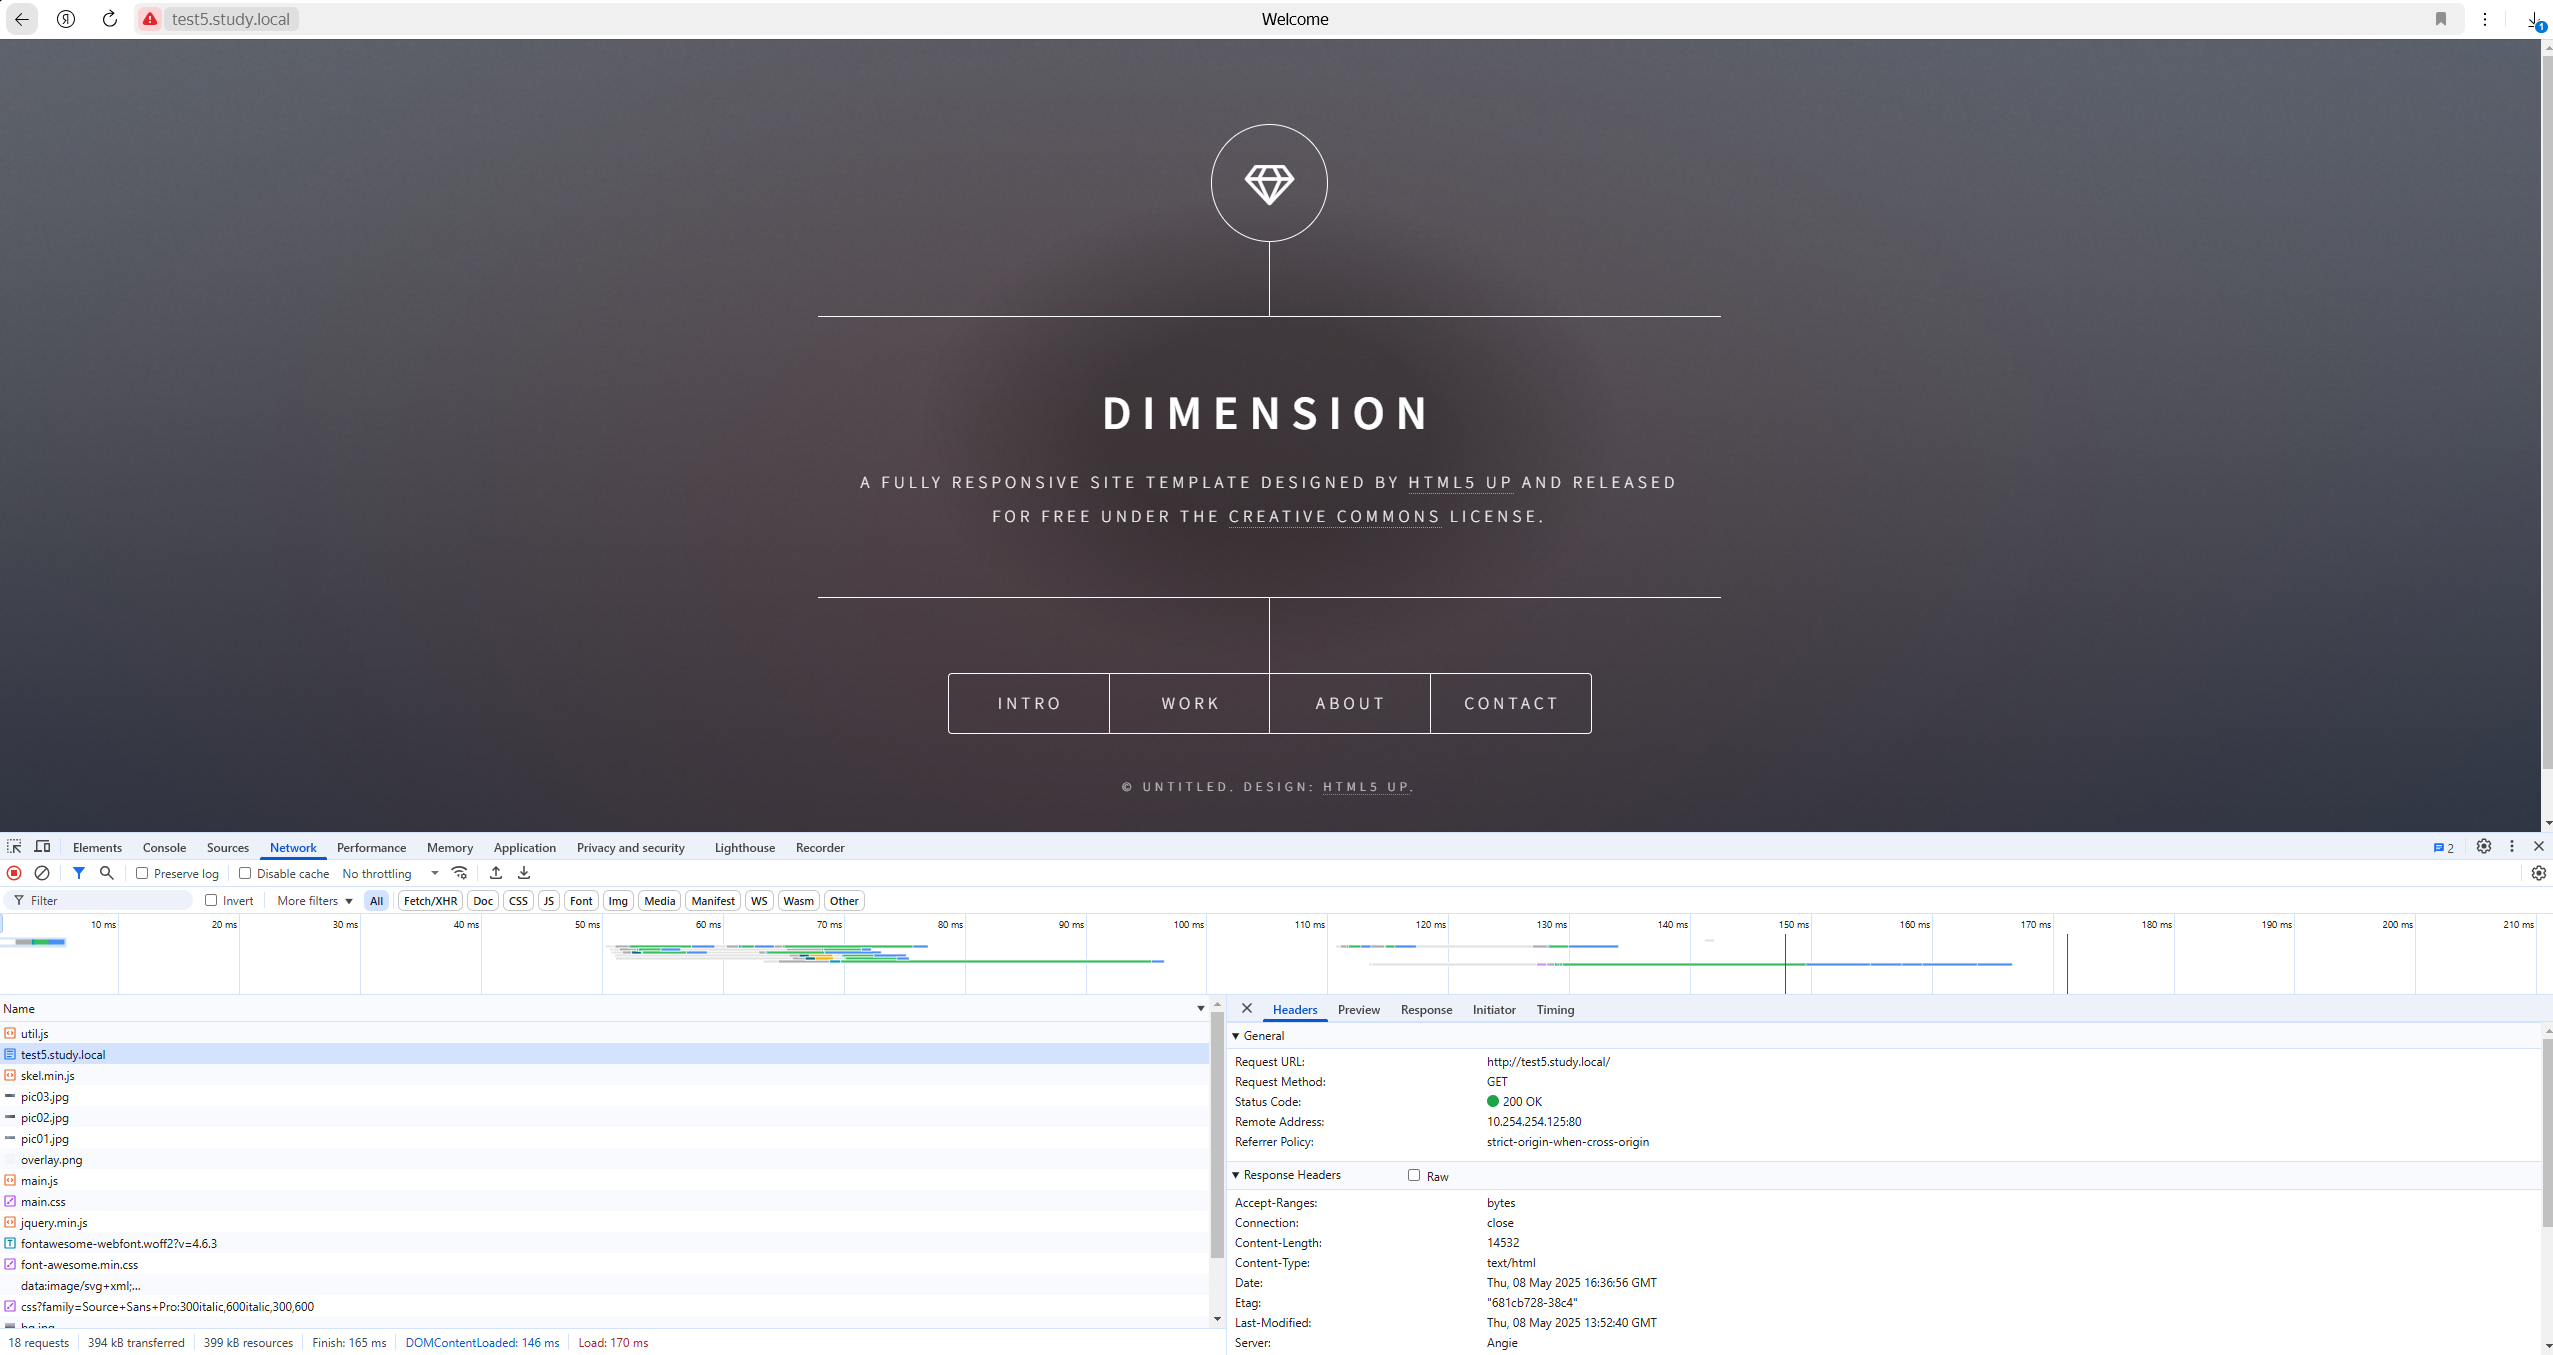 test5.study.local
Welcome
1
DIMENSION
A FULLY RESPONSIVE SITE TEMPLATE DESIGNED BY HTML5 UP AND RELEASED
FOR FREE UNDER THE CREATIVE COMMONS LICENSE.
INTRO WORK ABOUT CONTACT
© UNTITLED. DESIGN: HTML5 UP.
Elements Console Sources Network Performance Memory Application Privacy and security Lighthouse Recorder 2
Preserve log Disable cache No throttling
Filter Invert More filters All Fetch/XHR Doc CSS JS Font Img Media Manifest WS Wasm Other
10 ms 20 ms 30 ms 40 ms 50 ms 60 ms 70 ms 80 ms 90 ms 100 ms 110 ms 120 ms 130 ms 140 ms 150 ms 160 ms 170 ms 180 ms 190 ms 200 ms 210 ms
Name
util.js
test5.study.local
skel.min.js
pic03.jpg
pic02.jpg
pic01.jpg
overlay.png
main.js
main.css
jquery.min.js
fontawesome-webfont.woff2?v=4.6.3
font-awesome.min.css
data:image/svg+xml;...
css?family=Source+Sans+Pro:300italic,600italic,300,600
18 requests 394 kB transferred 399 kB resources Finish: 165 ms DOMContentLoaded: 146 ms Load: 170 ms
Headers Preview Response Initiator Timing
General
Request URL: http://test5.study.local/
Request Method: GET
Status Code: 200 OK
Remote Address: 10.254.254.125:80
Referrer Policy: strict-origin-when-cross-origin
Response Headers Raw
Accept-Ranges: bytes
Connection: close
Content-Length: 14532
Content-Type: text/html
Date: Thu, 08 May 2025 16:36:56 GMT
Etag: "681cb728-38c4"
Last-Modified: Thu, 08 May 2025 13:52:40 GMT
Server: Angie